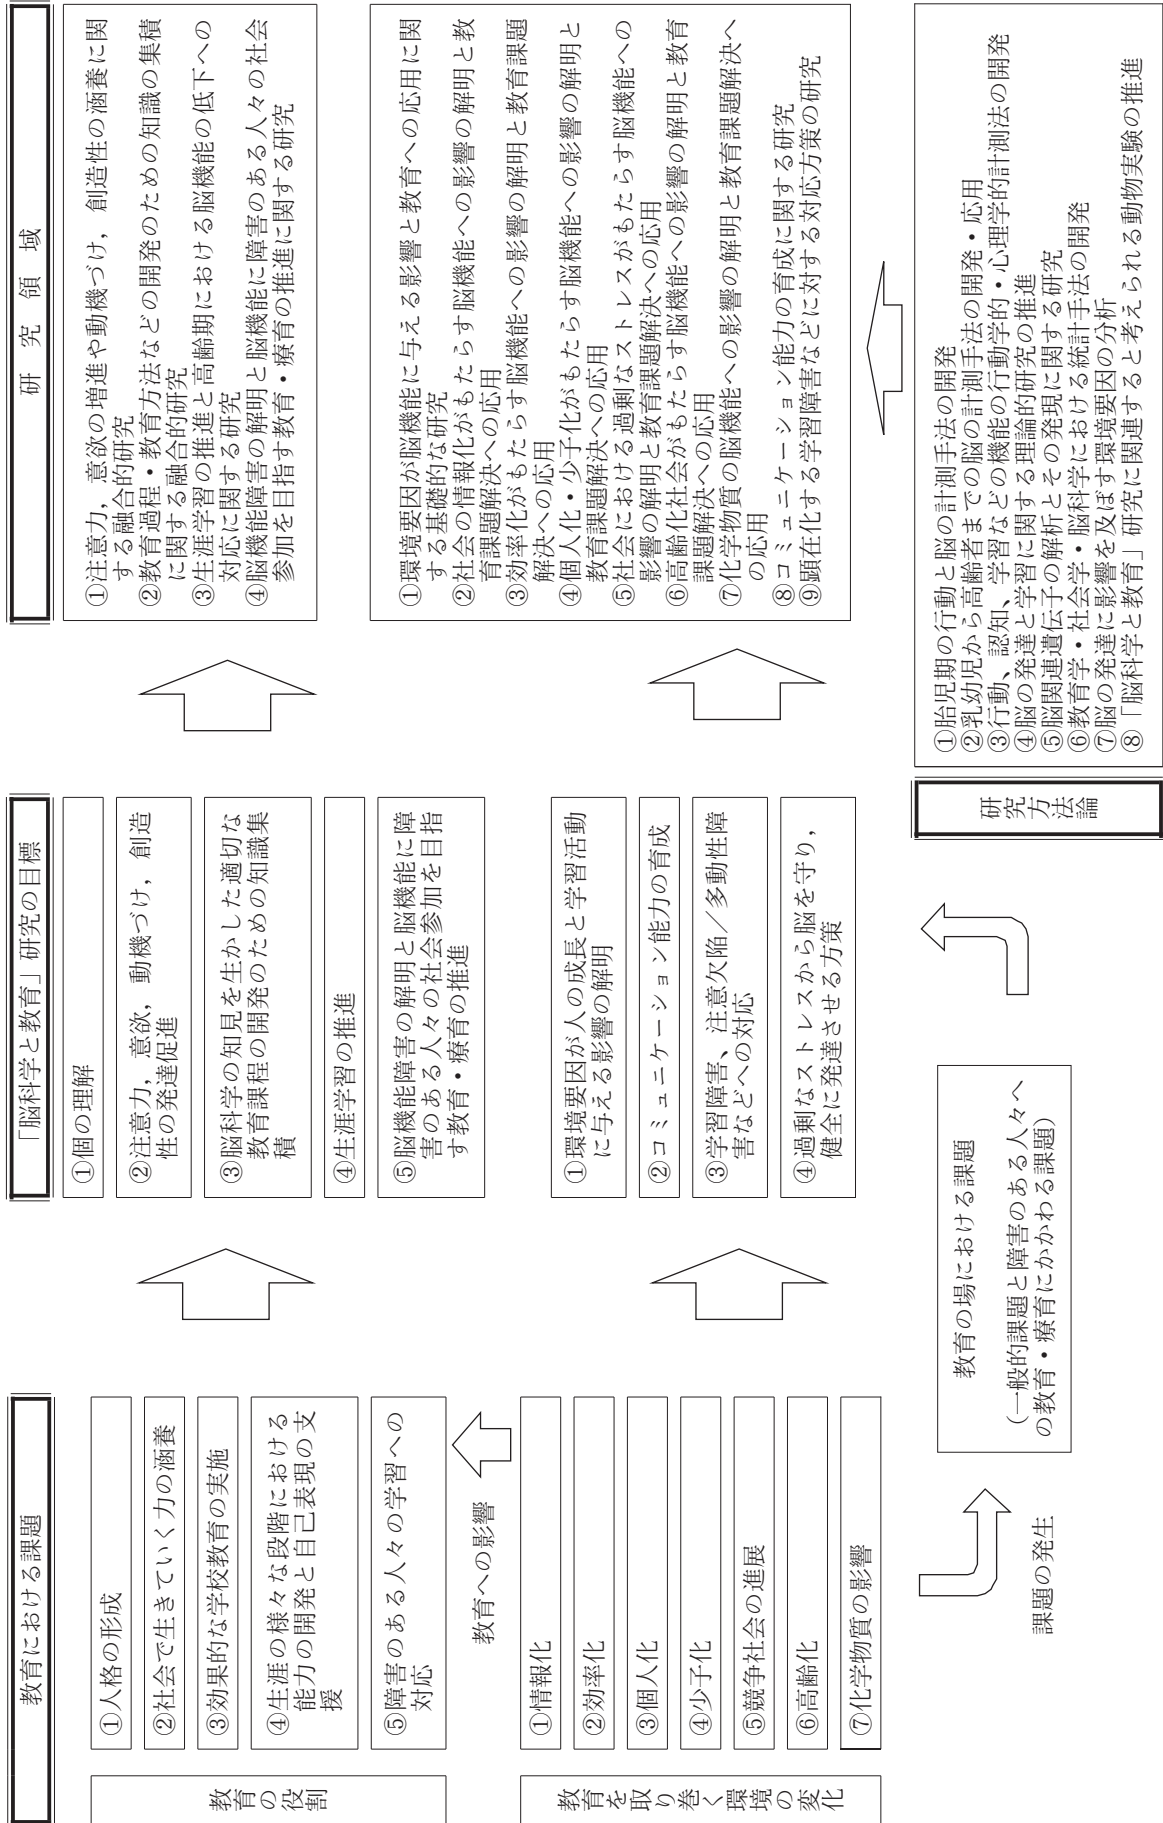 教育における課題
教育の役割
①人格の形成
②社会で生きていく力の涵養
③効果的な学校教育の実施
④生涯の様々な段階における
能力の開発と自己表現の支
援
⑤障害のある人々の学習への
対応
教育への影響
教育を取り巻く環境の変化
①情報化
②効率化
③個人化
④少子化
⑤競争社会の進展
⑥高齢化
⑦化学物質の影響
課題の発生
教育の場における課題
（一般的課題と障害のある人々へ
の教育・療育にかかわる課題）
「脳科学と教育」研究の目標
①個の理解
②注意力，意欲，動機づけ，創造
性の発達促進
③脳科学の知見を生かした適切な
教育課程の開発のための知識集
積
④生涯学習の推進
⑤脳機能障害の解明と脳機能に障
害のある人々の社会参加を目指
す教育・療育の推進
①環境要因が人の成長と学習活動
に与える影響の解明
②コミュニケーション能力の育成
③学習障害、注意欠陥／多動性障
害などへの対応
④過剰なストレスから脳を守り，
健全に発達させる方策
研究領域
①注意力，意欲の増進や動機づけ，創造性の涵養に関
する融合的研究
②教育過程・教育方法などの開発のための知識の集積
に関する融合的研究
③生涯学習の推進と高齢期における脳機能の低下への
対応に関する研究
④脳機能障害の解明と脳機能に障害のある人々の社会
参加を目指す教育・療育の推進に関する研究
①環境要因が脳機能に与える影響と教育への応用に関
する基礎的な研究
②社会の情報化がもたらす脳機能への影響の解明と教
育課題解決への応用
③効率化がもたらす脳機能への影響の解明と教育課題
解決への応用
④個人化・少子化がもたらす脳機能への影響の解明と
教育課題解決への応用
⑤社会における過剰なストレスがもたらす脳機能への
影響の解明と教育課題解決への応用
⑥高齢化社会がもたらす脳機能への影響の解明と教育
課題解決への応用
⑦化学物質の脳機能への影響の解明と教育課題解決へ
の応用
⑧コミュニケーション能力の育成に関する研究
⑨顕在化する学習障害などに対する対応方策の研究
研究方法論
①胎児期の行動と脳の計測手法の開発
②乳幼児から高齢者までの脳の計測手法の開発・応用
③行動、認知、学習などの機能の行動学的・心理学的計測法の開発
④脳の発達と学習に関する理論的研究の推進
⑤脳関連遺伝子の解析とその発現に関する研究
⑥教育学・社会学・脳科学における統計手法の開発
⑦脳の発達に影響を及ぼす環境要因の分析
⑧「脳科学と教育」研究に関連すると考えられる動物実験の推進